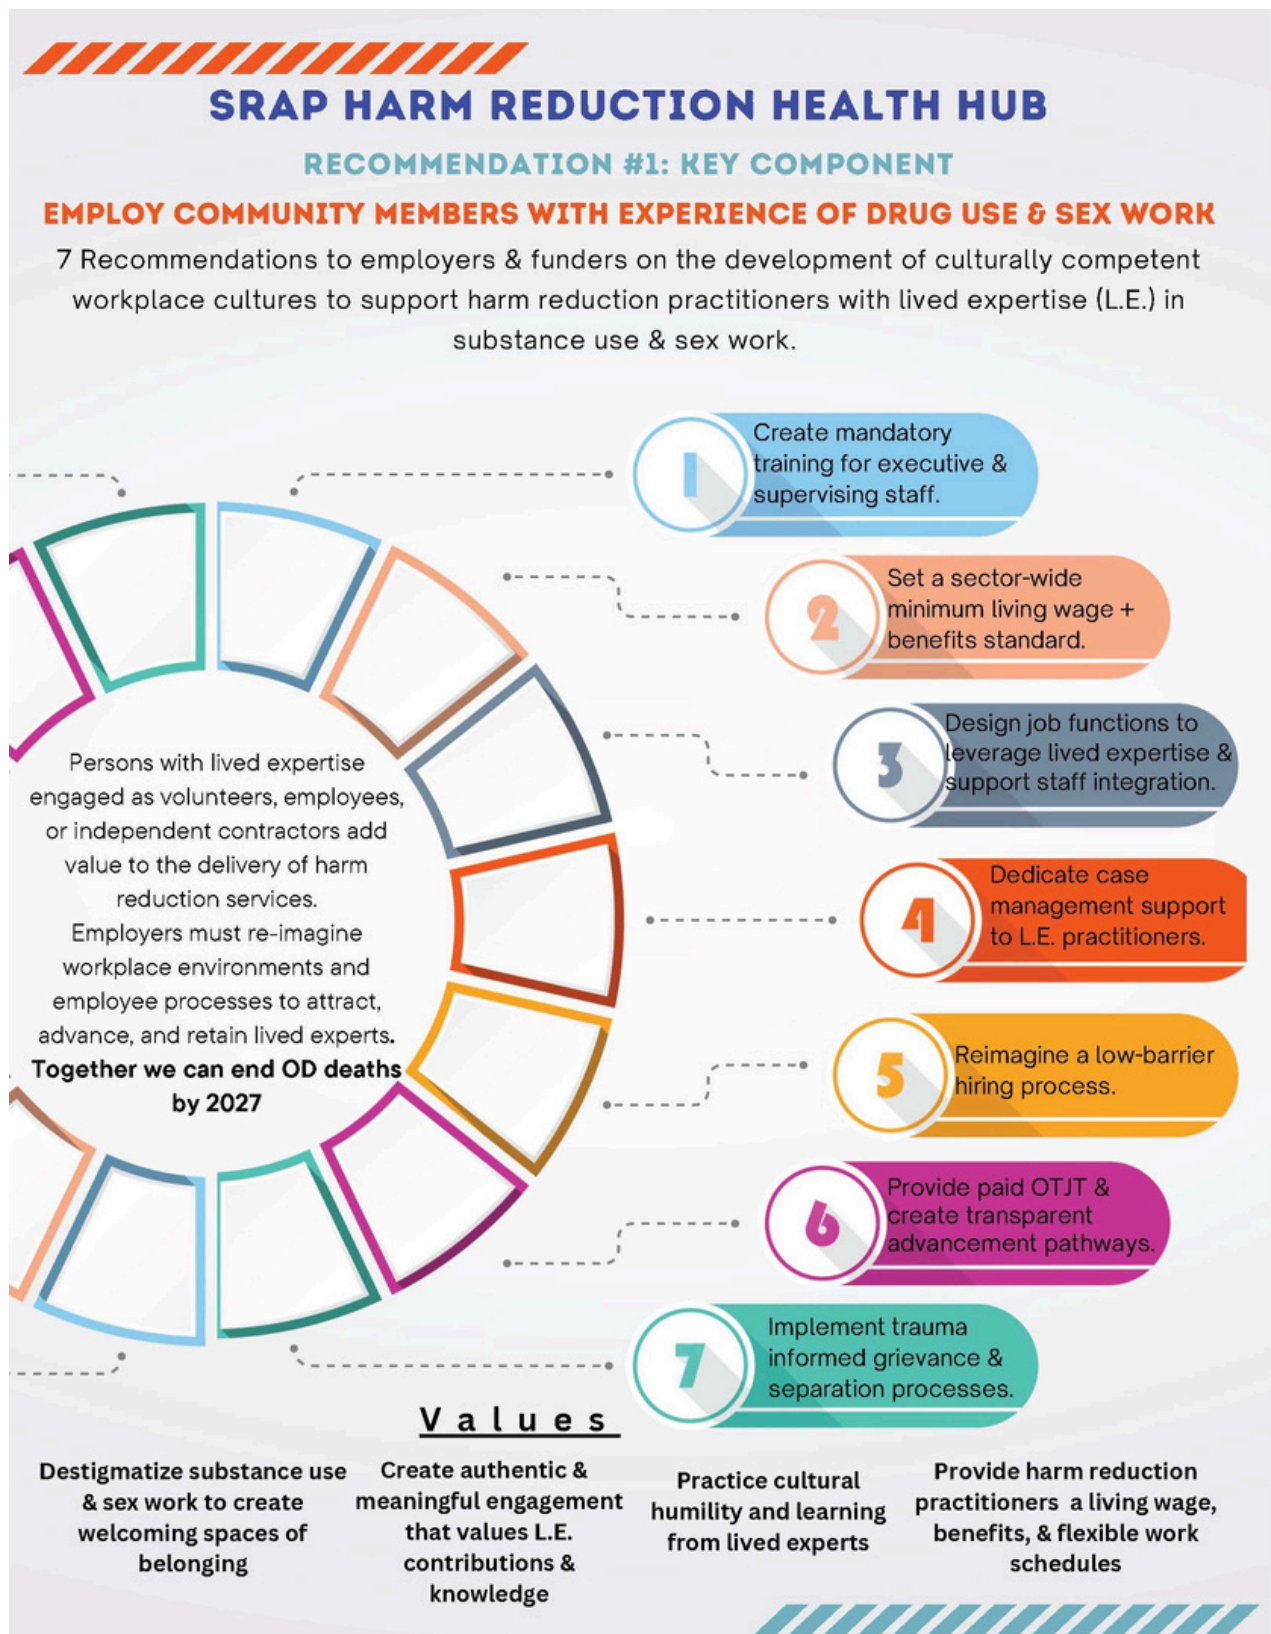 SRAP HARM REDUCTION HEALTH HUB
RECOMMENDATION #1: KEY COMPONENT
EMPLOY COMMUNITY MEMBERS WITH EXPERIENCE OF DRUG USE & SEX WORK
7 Recommendations to employers & funders on the development of culturally competent
workplace cultures to support harm reduction practitioners with lived expertise (L.E.) in
substance use & sex work.
1
Create mandatory
training for executive &
supervising staff.
2
Set a sector-wide
minimum living wage +
benefits standard.
3
Design job functions to
leverage lived expertise &
support staff integration.
4
Dedicate case
management support
to L.E. practitioners.
5
Reimagine a low-barrier
hiring process.
6
Provide paid OTJT &
create transparent
advancement pathways.
7
Implement trauma
informed grievance &
separation processes.
Persons with lived expertise
engaged as volunteers, employees,
or independent contractors add
value to the delivery of harm
reduction services.
Employers must re-imagine
workplace environments and
employee processes to attract,
advance, and retain lived experts.
Together we can end OD deaths
by 2027
Values
Destigmatize substance use
& sex work to create
welcoming spaces of
belonging
Create authentic &
meaningful engagement
that values L.E.
contributions &
knowledge
Practice cultural
humility and learning
from lived experts
Provide harm reduction
practitioners a living wage,
benefits, & flexible work
schedules